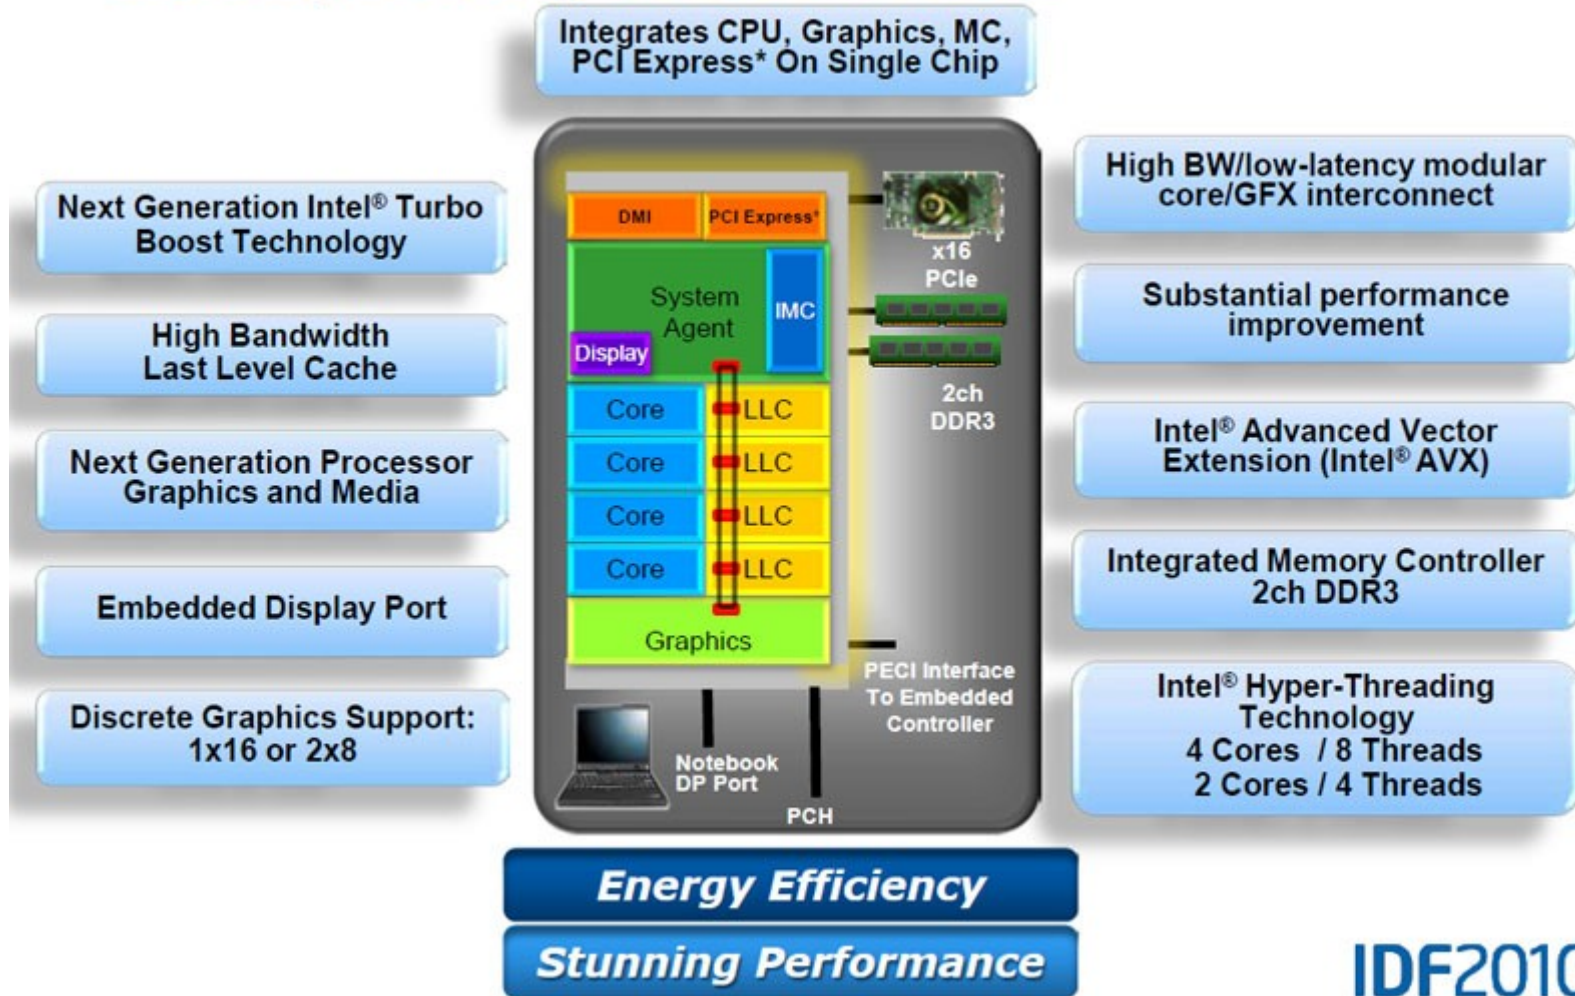 Integrates CPU, Graphics, MC,
PCI Express* On Single Chip
Next Generation Intel® Turbo
Boost Technology
High Bandwidth
Last Level Cache
Next Generation Processor
Graphics and Media
Embedded Display Port
Discrete Graphics Support:
1x16 or 2x8
DMI
PCI Express*
System
Agent
IMC
Display
Core
LLC
Core
LLC
Core
LLC
Core
LLC
Graphics
x16
PCIe
2ch
DDR3
PECI Interface
To Embedded
Controller
Notebook
DP Port
PCH
High BW/low-latency modular
core/GFX interconnect
Substantial performance
improvement
Intel® Advanced Vector
Extension (Intel® AVX)
Integrated Memory Controller
2ch DDR3
Intel® Hyper-Threading
Technology
4 Cores / 8 Threads
2 Cores / 4 Threads
Energy Efficiency
Stunning Performance
IDF2010